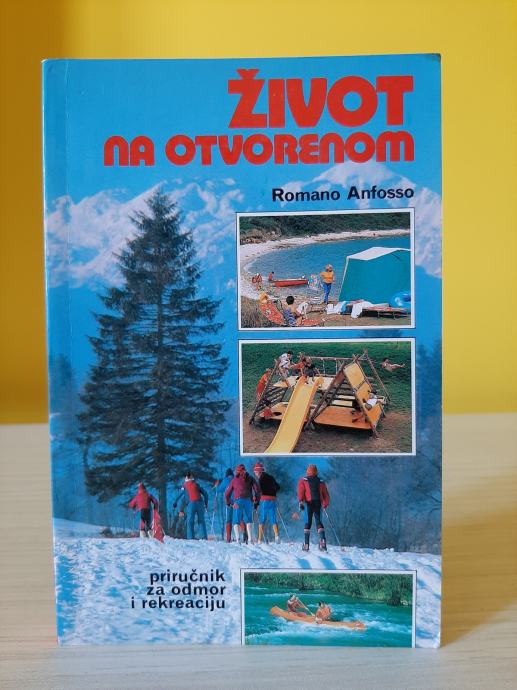 ŽIVOT
NA OTVORENOM
Romano Anfosso
priručnik
za odmor
i rekreaciju